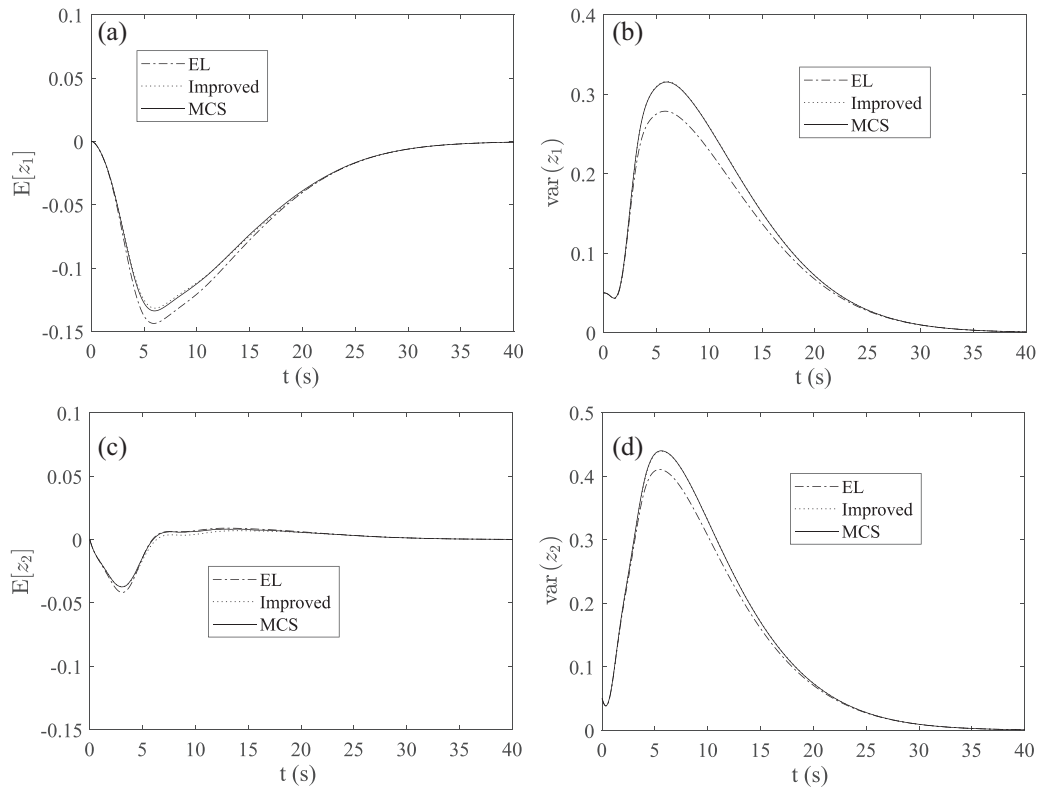 (a)
0.1
0.05
0
-0.05
-0.1
-0.15
E[z1]
EL
Improved
MCS
0 5 10 15 20 25 30 35 40
t (s)
(b)
0.4
0.3
0.2
0.1
0
var (z1)
EL
Improved
MCS
0 5 10 15 20 25 30 35 40
t (s)
(c)
0.1
0.05
0
-0.05
-0.1
-0.15
E[z2]
EL
Improved
MCS
0 5 10 15 20 25 30 35 40
t (s)
(d)
0.5
0.4
0.3
0.2
0.1
0
var (z2)
EL
Improved
MCS
0 5 10 15 20 25 30 35 40
t (s)